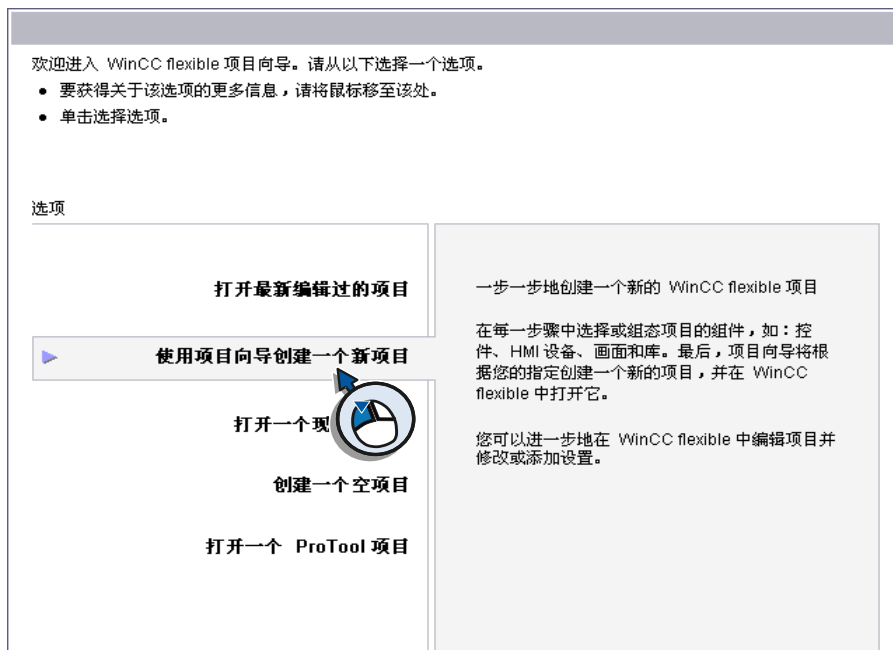 欢迎进入 WinCC flexible 项目向导。请从以下选择一个选项。
● 要获得关于该选项的更多信息，请将鼠标移至该处。
● 单击选择选项。
选项
打开最新编辑过的项目
使用项目向导创建一个新项目
打开一个现
创建一个空项目
打开一个 ProTool 项目
一步一步地创建一个新的 WinCC flexible 项目
在每一步骤中选择或组态项目的组件，如：控
件、HMI 设备、画面和库。最后，项目向导将根
据您的指定创建一个新的项目，并在 WinCC
flexible 中打开它。
您可以进一步地在 WinCC flexible 中编辑项目并
修改或添加设置。